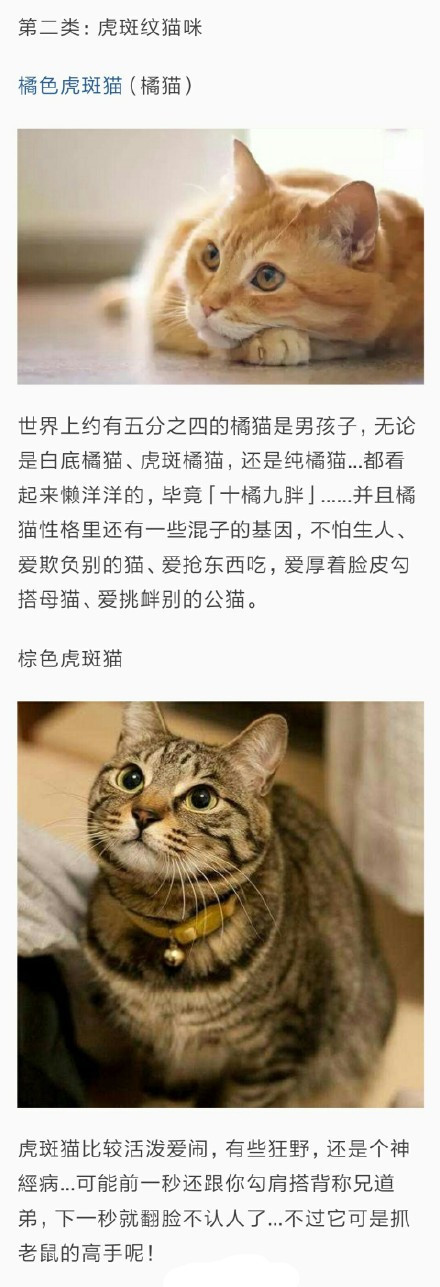 第二类：虎斑纹猫咪
橘色虎斑猫（橘猫）
世界上约有五分之四的橘猫是男孩子，无论
是白底橘猫、虎斑橘猫，还是纯橘猫...都看
起来懒洋洋的，毕竟「十橘九胖」......并且橘
猫性格里还有一些混子的基因，不怕生人、
爱欺负别的猫、爱抢东西吃，爱厚着脸皮勾
搭母猫、爱挑衅别的公猫。
棕色虎斑猫
虎斑猫比较活泼爱闹，有些狂野，还是个神
經病...可能前一秒还跟你勾肩搭背称兄道
弟，下一秒就翻脸不认人了...不过它可是抓
老鼠的高手呢！